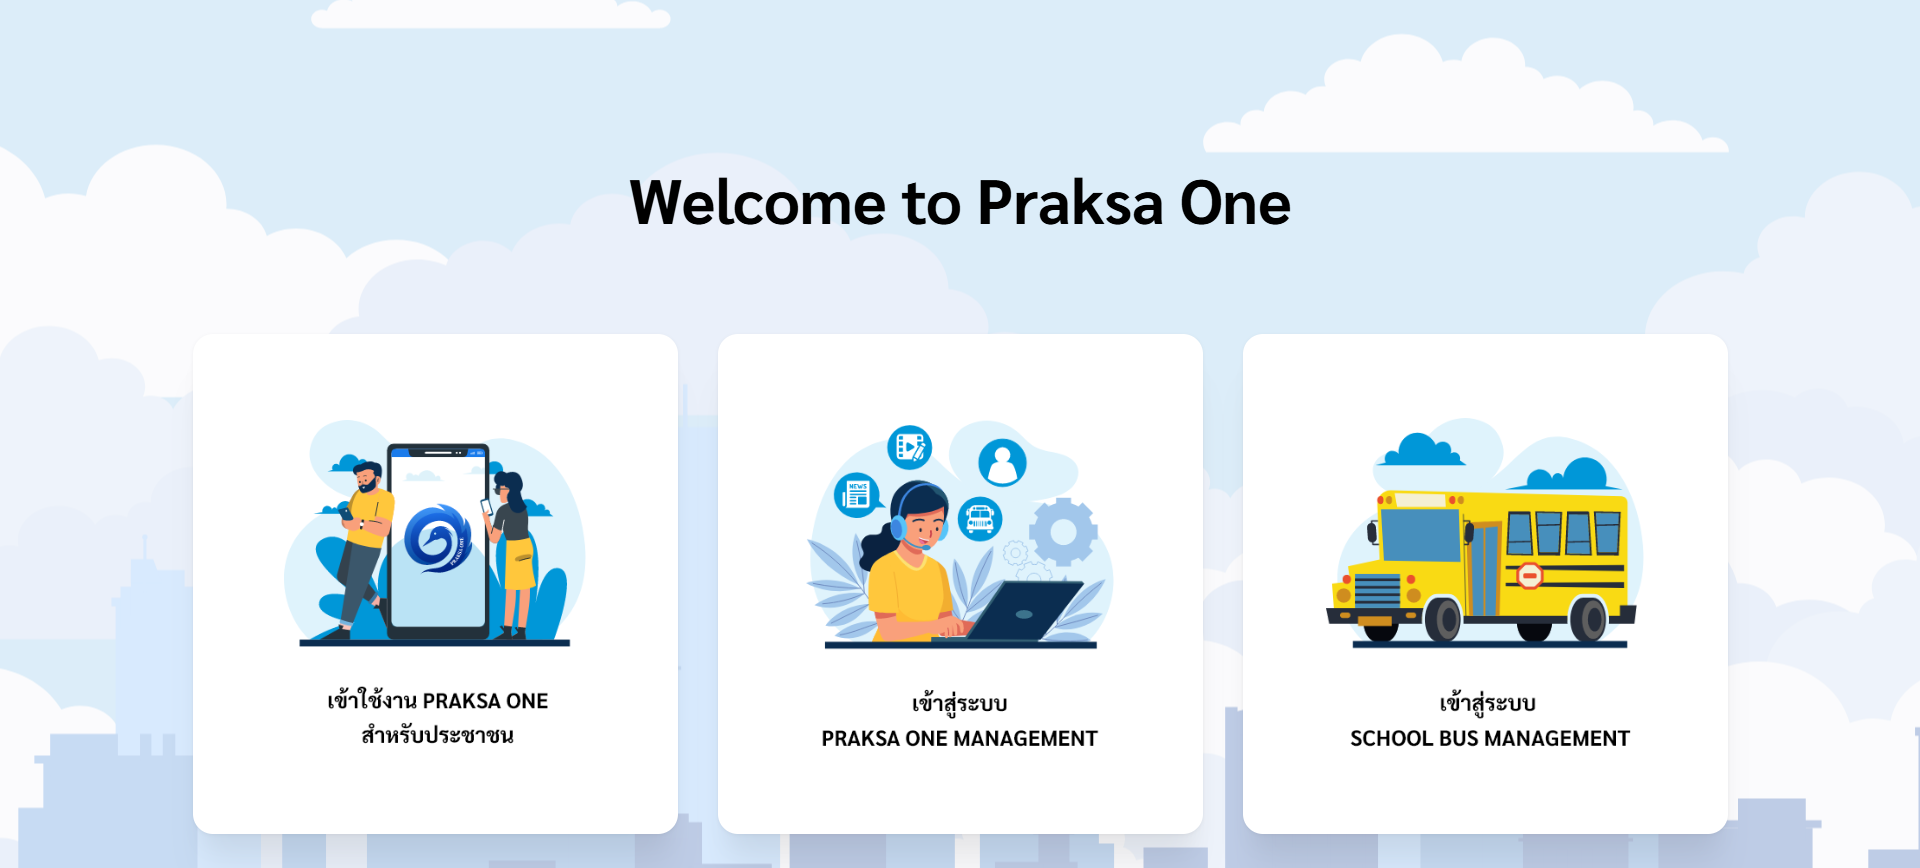 Welcome to Praksa One
NEWS
PRAKSA ONE
เข้าใช้งาน PRAKSA ONE
สำหรับประชาชน
เข้าสู่ระบบ
PRAKSA ONE MANAGEMENT
เข้าสู่ระบบ
SCHOOL BUS MANAGEMENT